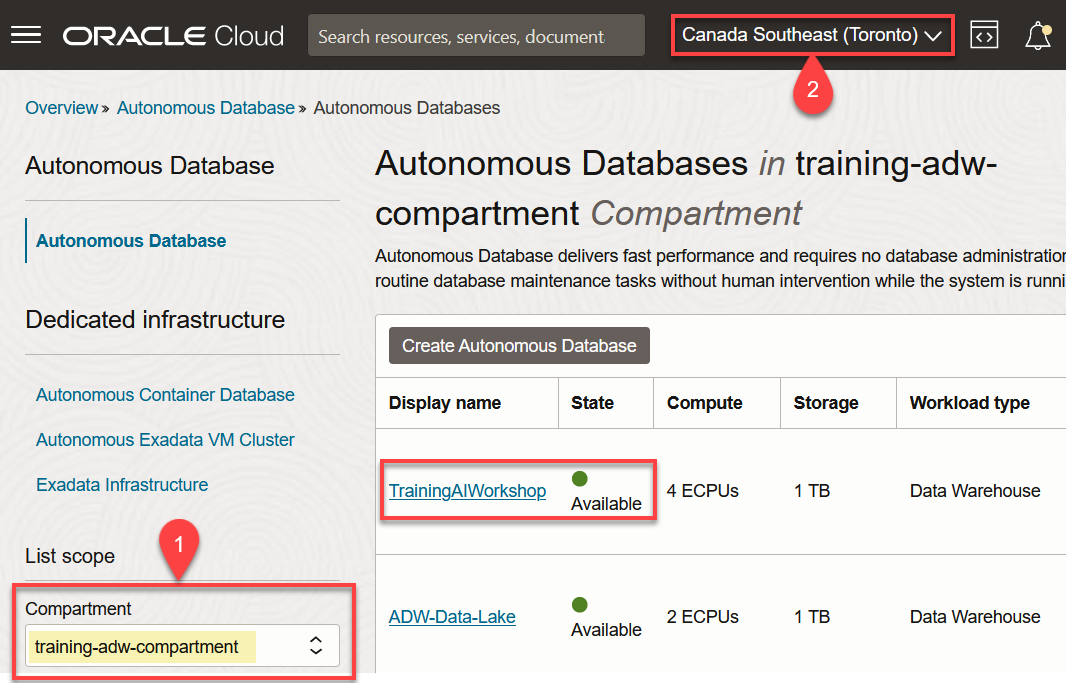 ORACLE Cloud
Search resources, services, document
Canada Southeast (Toronto)
2
Overview » Autonomous Database » Autonomous Databases
Autonomous Database
Autonomous Database
Dedicated infrastructure
Autonomous Container Database
Autonomous Exadata VM Cluster
Exadata Infrastructure
List scope
1
Compartment
training-adw-compartment
Autonomous Databases in training-adw-
compartment Compartment
Autonomous Database delivers fast performance and requires no database administration
routine database maintenance tasks without human intervention while the system is runni
Create Autonomous Database
Display name State Compute Storage Workload type
TrainingAIWorkshop Available 4 ECPUs 1 TB Data Warehouse
ADW-Data-Lake Available 2 ECPUs 1 TB Data Warehouse